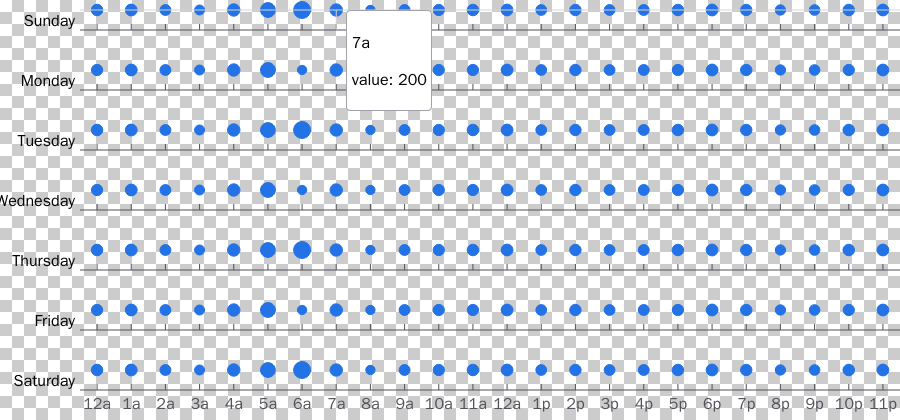 Sunday
7a
value: 200
Monday
Tuesday
Wednesday
Thursday
Friday
Saturday
12a 1a 2a 3a 4a 5a 6a 7a 8a 9a 10a 11a 12a 1p 2p 3p 4p 5p 6p 7p 8p 9p 10p 11p